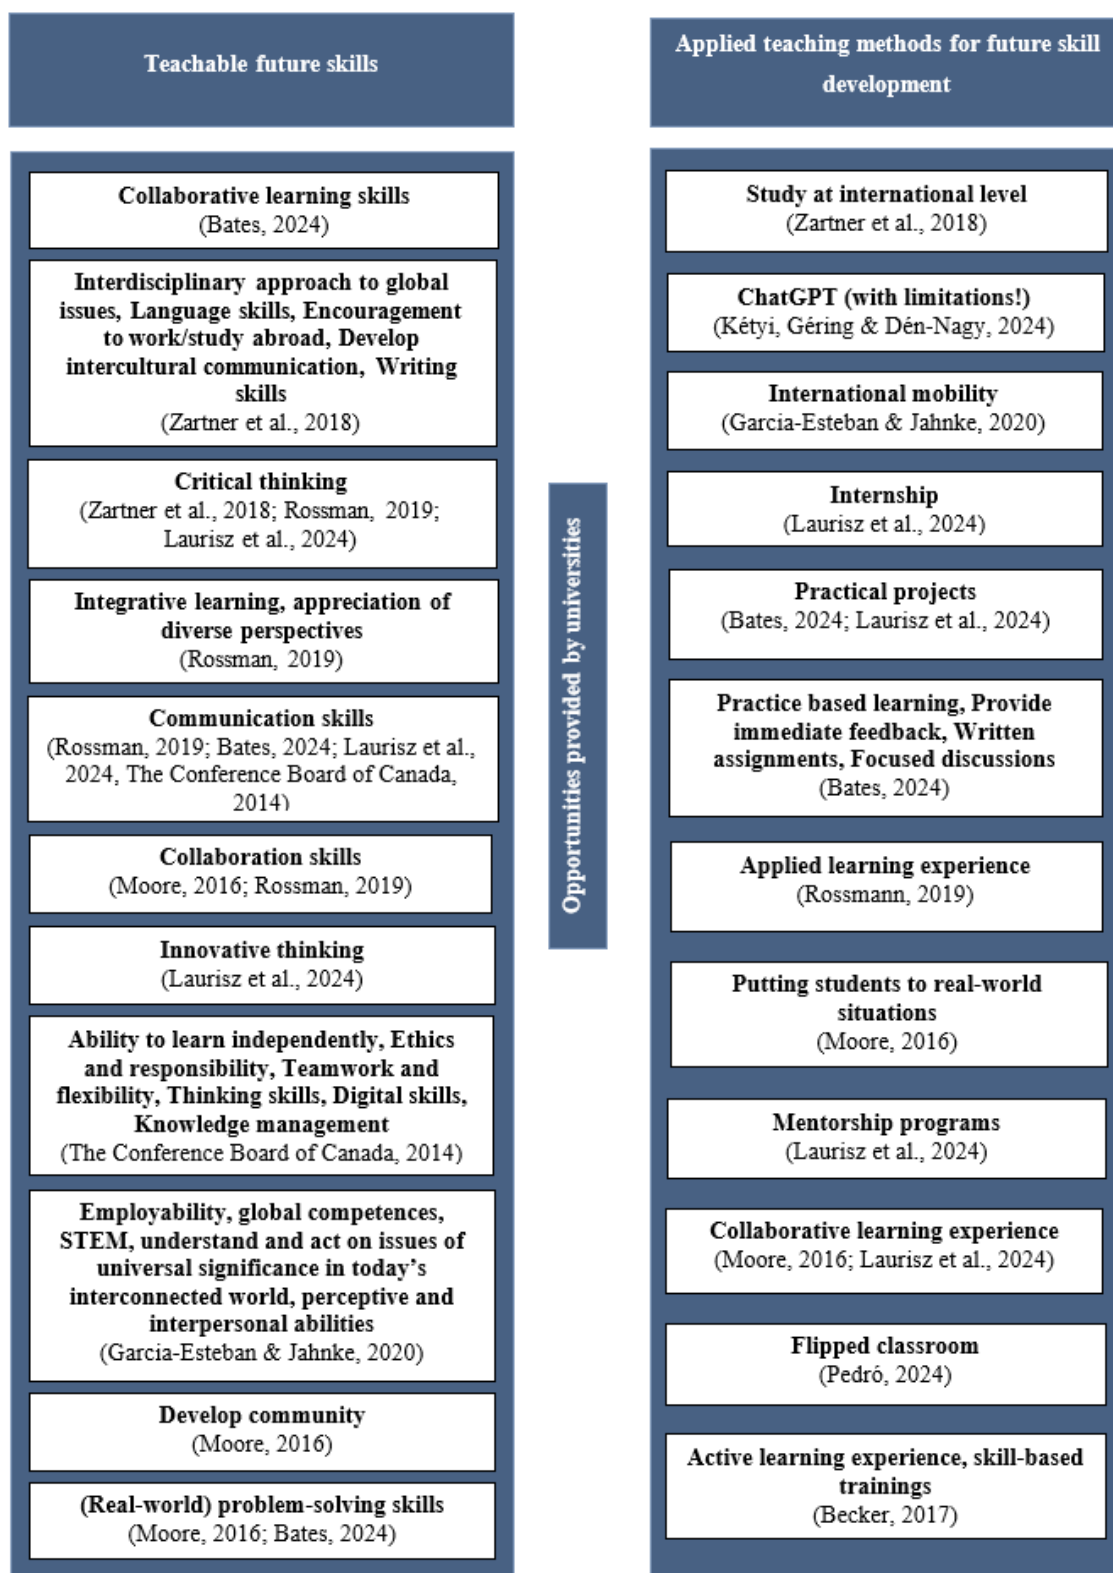 Teachable future skills
Collaborative learning skills
(Bates, 2024)
Interdisciplinary approach to global
issues, Language skills, Encouragement
to work/study abroad, Develop
intercultural communication, Writing
skills
(Zartner et al., 2018)
Critical thinking
(Zartner et al., 2018; Rossman, 2019;
Laurisz et al., 2024)
Integrative learning, appreciation of
diverse perspectives
(Rossman, 2019)
Communication skills
(Rossman, 2019; Bates, 2024; Laurisz et al.,
2024, The Conference Board of Canada,
2014)
Collaboration skills
(Moore, 2016; Rossman, 2019)
Innovative thinking
(Laurisz et al., 2024)
Ability to learn independently, Ethics
and responsibility, Teamwork and
flexibility, Thinking skills, Digital skills,
Knowledge management
(The Conference Board of Canada, 2014)
Employability, global competences,
STEM, understand and act on issues of
universal significance in today's
interconnected world, perceptive and
interpersonal abilities
(Garcia-Esteban & Jahnke, 2020)
Develop community
(Moore, 2016)
(Real-world) problem-solving skills
(Moore, 2016; Bates, 2024)
Opportunities provided by universities
Applied teaching methods for future skill
development
Study at international level
(Zartner et al., 2018)
ChatGPT (with limitations!)
(Kétyi, Géring & Dén-Nagy, 2024)
International mobility
(Garcia-Esteban & Jahnke, 2020)
Internship
(Laurisz et al., 2024)
Practical projects
(Bates, 2024; Laurisz et al., 2024)
Practice based learning, Provide
immediate feedback, Written
assignments, Focused discussions
(Bates, 2024)
Applied learning experience
(Rossmann, 2019)
Putting students to real-world
situations
(Moore, 2016)
Mentorship programs
(Laurisz et al., 2024)
Collaborative learning experience
(Moore, 2016; Laurisz et al., 2024)
Flipped classroom
(Pedró, 2024)
Active learning experience, skill-based
trainings
(Becker, 2017)